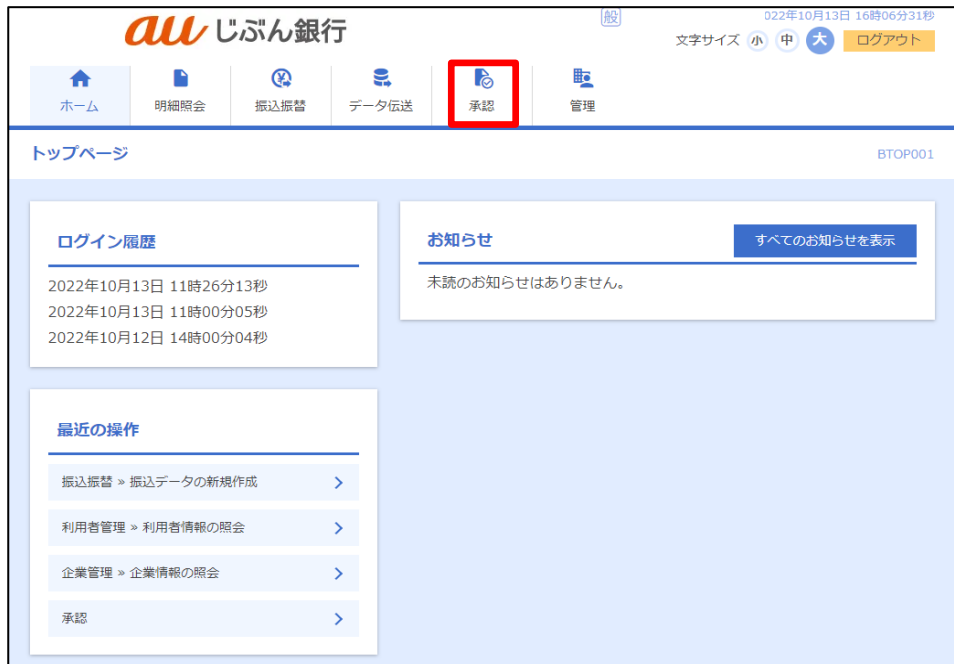 au じぶん銀行
般
022年10月13日 16時06分31秒
文字サイズ 小 中 大 ログアウト
ホーム 明細照会 振込振替 データ伝送 承認 管理
トップページ
BTOP001
ログイン履歴
2022年10月13日 11時26分13秒
2022年10月13日 11時00分05秒
2022年10月12日 14時00分04秒
お知らせ
すべてのお知らせを表示
未読のお知らせはありません。
最近の操作
振込振替 » 振込データの新規作成
利用者管理 » 利用者情報の照会
企業管理 » 企業情報の照会
承認